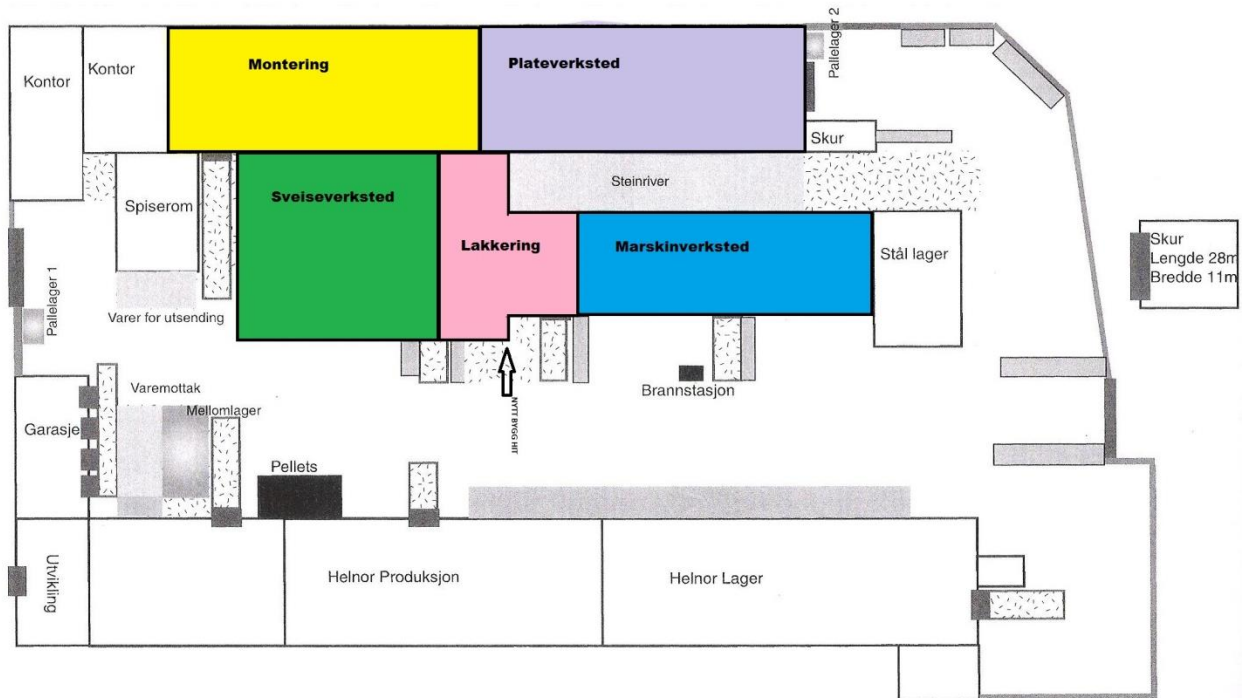 Kontor
Kontor
Montering
Plateverksted
Pallelager 2
Skur
Spiserom
Sveiseverksted
Steinriver
Lakkering
Marskinverksted
Stål lager
Skur
Lengde 28m
Bredde 11m
Pallelager 1
Varer for utsending
NYTT BYGG HIT
Brannstasjon
Varemottak
Mellomlager
Garasje
Pellets
Utvikling
Helnor Produksjon
Helnor Lager